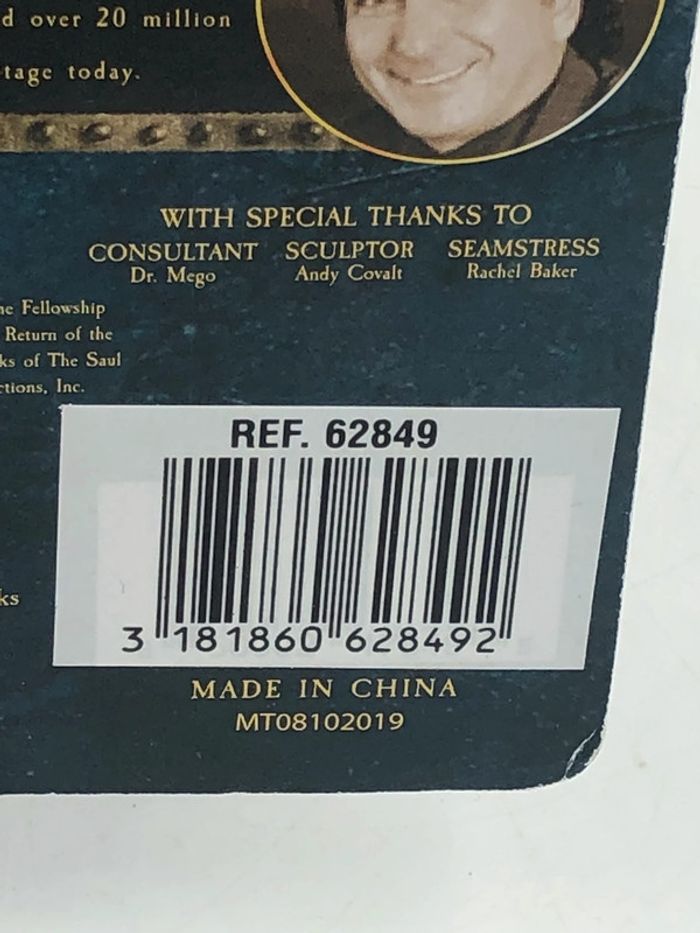 d over 20 million
tage today.
WITH SPECIAL THANKS TO
CONSULTANT SCULPTOR SEAMSTRESS
Dr. Mego Andy Covalt Rachel Baker
he Fellowship
Return of the
ks of The Saul
ctions, Inc.
REF. 62849
3 181860 628492
ks
MADE IN CHINA
MT08102019